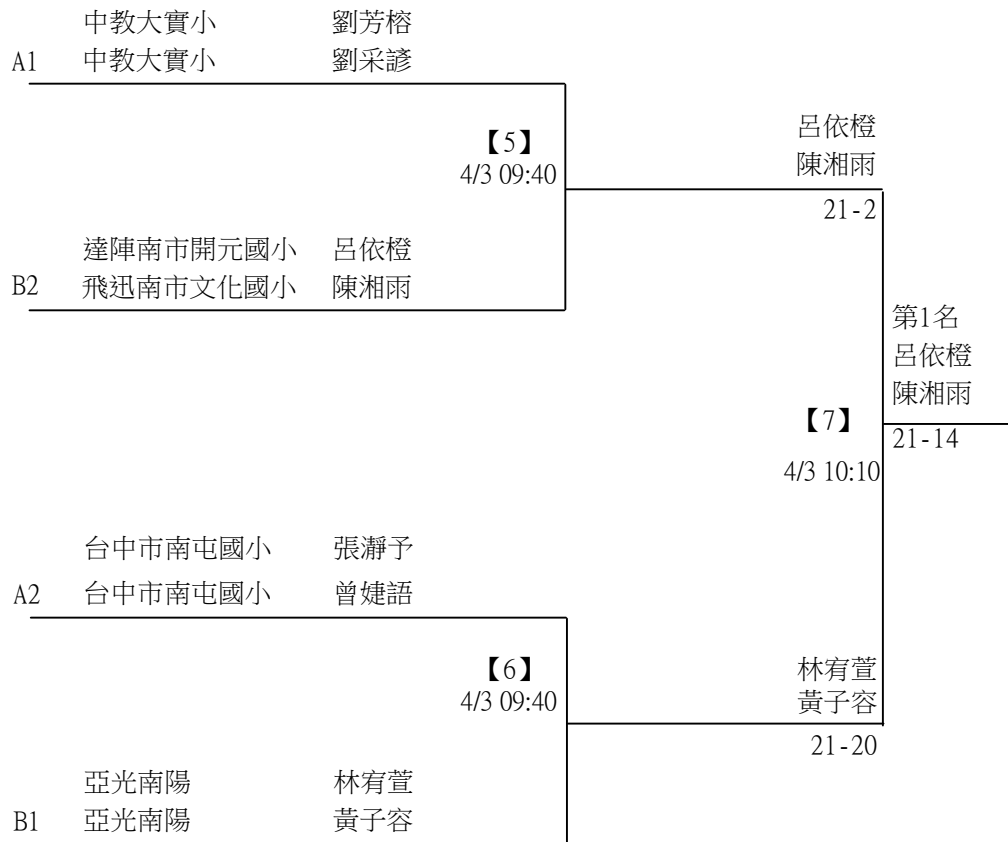 中教大實小 劉芳榕
A1 中教大實小 劉采諺
【5】
4/3 09:40
呂依橙
陳湘雨
21-2
達陣南市開元國小 呂依橙
B2 飛迅南市文化國小 陳湘雨
第1名
呂依橙
陳湘雨
【7】
21-14
4/3 10:10
台中市南屯國小 張瀞予
A2 台中市南屯國小 曾婕語
【6】
4/3 09:40
林宥萱
黃子容
21-20
亞光南陽 林宥萱
B1 亞光南陽 黃子容